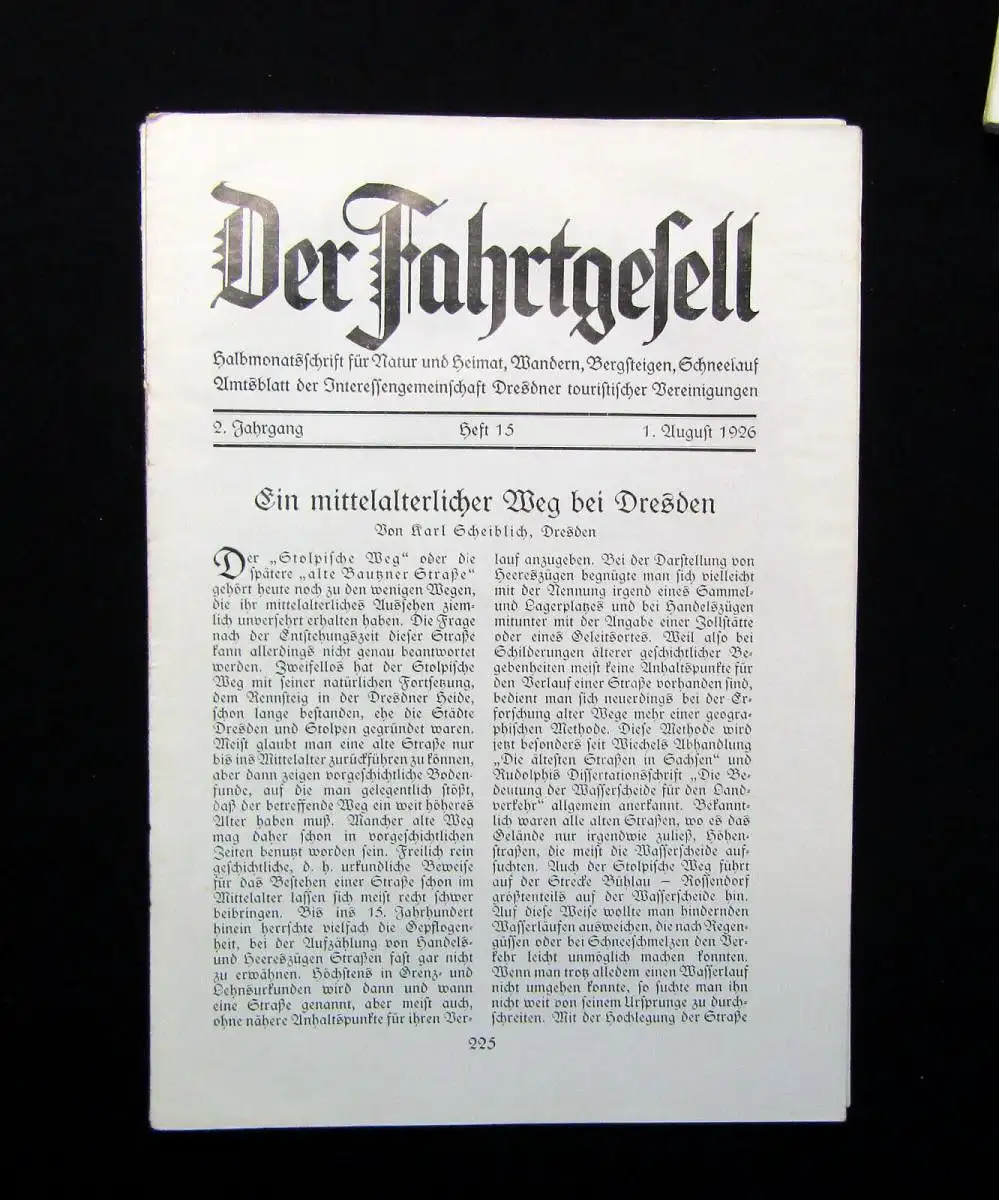 Der Fahrtgesell
Halbmonatsschrift für Natur und Heimat, Wandern, Bergsteigen, Schneelauf
Amtsblatt der Interessengemeinschaft Dresdner touristischer Vereinigungen
2. Jahrgang Heft 15 1. August 1926
Ein mittelalterlicher Weg bei Dresden
Von Karl Scheiblich, Dresden
Der „Stolpische Weg“ oder die
spätere „alte Bautzner Straße“
gehört heute noch zu den wenigen Wegen,
die ihr mittelalterliches Aussehen ziem-
lich unversehrt erhalten haben. Die Frage
nach der Entstehungszeit dieser Straße
kann allerdings nicht genau beantwortet
werden. Zweifellos hat der Stolpische
Weg mit seiner natürlichen Fortsetzung,
dem Rennsteig in der Dresdner Heide,
schon lange bestanden, ehe die Städte
Dresden und Stolpen gegründet waren.
Meist glaubt man eine alte Straße nur
bis ins Mittelalter zurückführen zu können,
aber dann zeigen vorgeschichtliche Boden-
funde, auf die man gelegentlich stößt,
daß der betreffende Weg ein weit höheres
Alter haben muß. Mancher alte Weg
mag daher schon in vorgeschichtlichen
Zeiten benutzt worden sein. Freilich rein
geschichtliche, d. h. urkundliche Beweise
für das Bestehen einer Straße schon im
Mittelalter lassen sich meist recht schwer
beibringen. Bis ins 15. Jahrhundert
hinein herrschte vielfach die Gepflogen-
heit, bei der Aufzählung von Handels-
und Heereszügen Straßen fast gar nicht
zu erwähnen. Höchstens in Grenz- und
Lehnsurkunden wird dann und wann
eine Straße genannt, aber meist auch,
ohne nähere Anhaltspunkte für ihren Ver-
lauf anzugeben. Bei der Darstellung von
Heereszügen begnügte man sich vielleicht
mit der Nennung irgend eines Sammel-
und Lagerplatzes und bei Handelszügen
mitunter mit der Angabe einer Zollstätte
oder eines Geleitsortes. Weil also bei
Schilderungen älterer geschichtlicher Be-
gebenheiten meist keine Anhaltspunkte für
den Verlauf einer Straße vorhanden sind,
bedient man sich neuerdings bei der Er-
forschung alter Wege mehr einer geogra-
phischen Methode. Diese Methode wird
jetzt besonders seit Wiechels Abhandlung
„Die ältesten Straßen in Sachsen“ und
Rudolphis Dissertationsschrift „Die Be-
deutung der Wasserscheide für den Land-
verkehr“ allgemein anerkannt. Bekannt-
lich waren alle alten Straßen, wo es das
Gelände nur irgendwie zuließ, Höhen-
straßen, die meist die Wasserscheide auf-
suchten. Auch der Stolpische Weg führt
auf der Strecke Bühlau – Rossendorf
größtenteils auf der Wasserscheide hin.
Auf diese Weise wollte man hindernden
Wasserläufen ausweichen, die nach Regen-
güssen oder bei Schneeschmelzen den Ver-
kehr leicht unmöglich machen konnten.
Wenn man trotz alledem einen Wasserlauf
nicht umgehen konnte, so suchte man ihn
nicht weit von seinem Ursprunge zu durch-
schreiten. Mit der Hochlegung der Straße
225